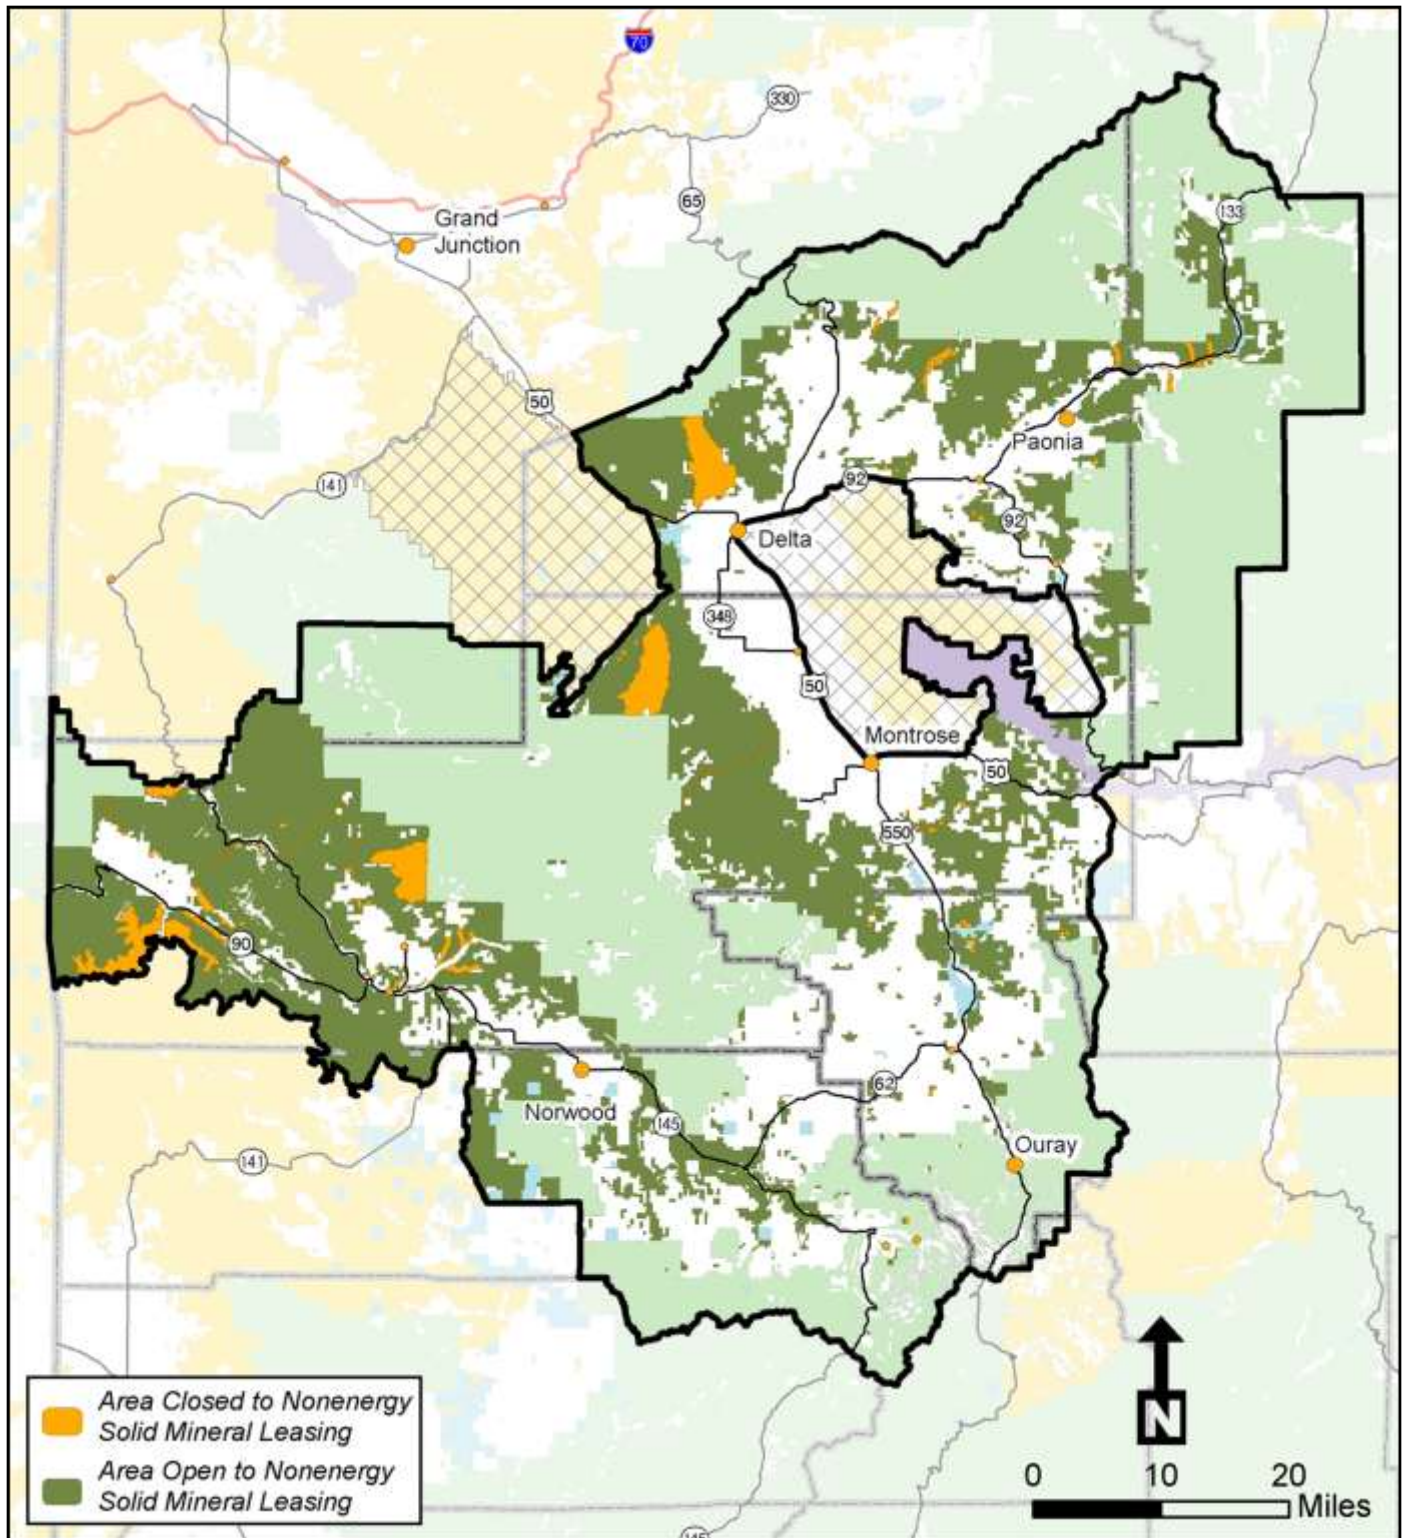 70
330
65
133
Grand
Junction
50
141
Paonia
92
92
Delta
348
50
Montrose
50
550
90
Norwood
62
145
Ouray
141
Area Closed to Nonenergy
Solid Mineral Leasing
Area Open to Nonenergy
Solid Mineral Leasing
N
0 10 20
Miles
145